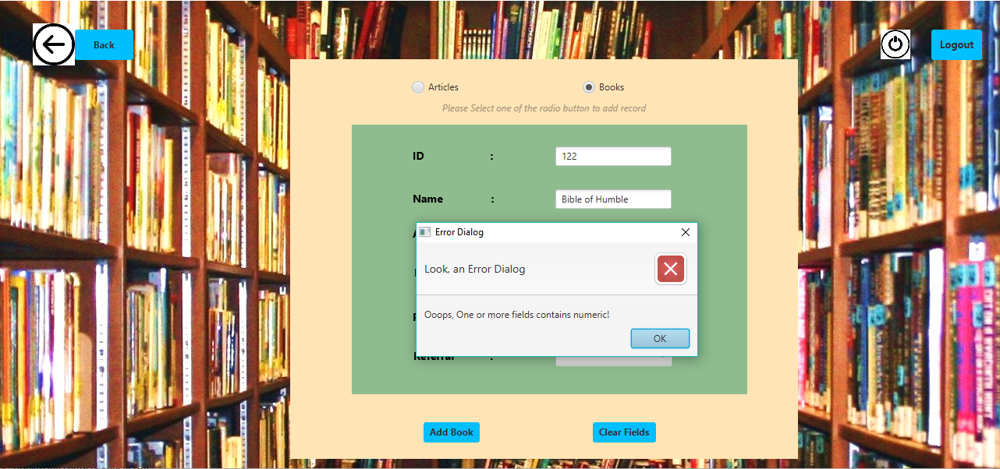 Back
Logout
Articles
Books
Please Select one of the radio button to add record
ID : 122
Name : Bible of Humble
Error Dialog
Look, an Error Dialog
Ooops, One or more fields contains numeric!
OK
Referral :
Add Book
Clear Fields